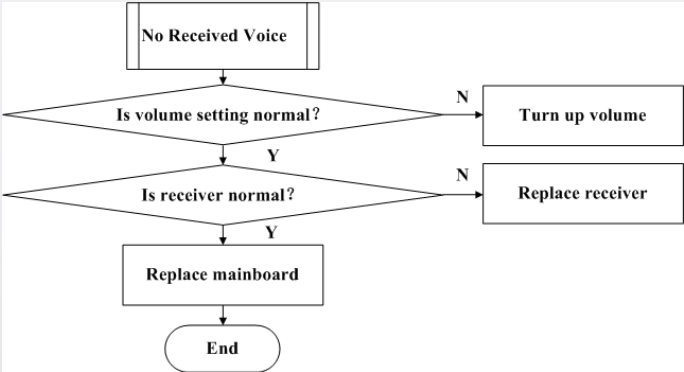 No Received Voice
Is volume setting normal?
N
Turn up volume
Y
Is receiver normal?
N
Replace receiver
Y
Replace mainboard
End